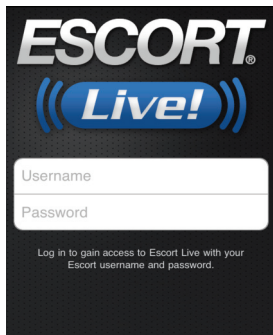 ESCORT®
Live!
Username
Password
Log in to gain access to Escort Live with your
Escort username and password.